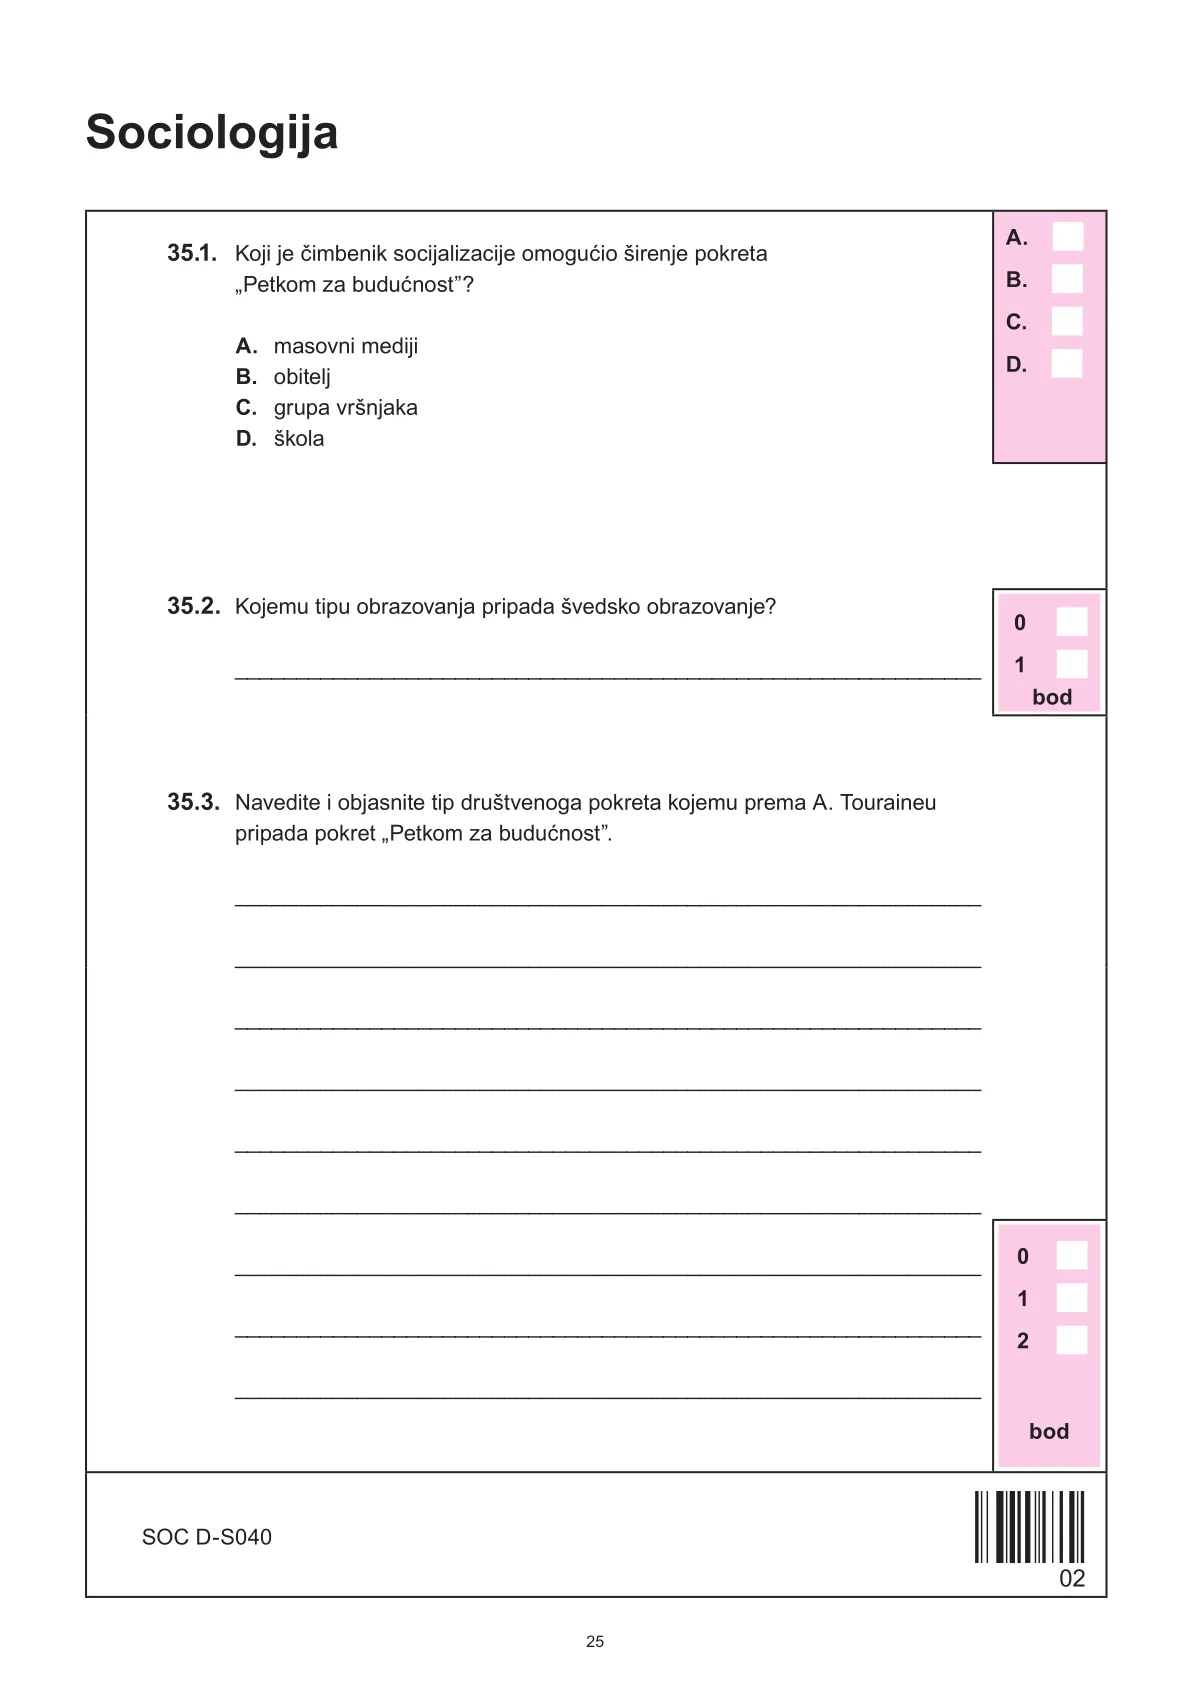 Sociologija
35.1. Koji je čimbenik socijalizacije omogućio širenje pokreta
„Petkom za budućnost”?
A. masovni mediji
B. obitelj
C. grupa vršnjaka
D. škola
A.
B.
C.
D.
35.2. Kojemu tipu obrazovanja pripada švedsko obrazovanje?
0
1
bod
35.3. Navedite i objasnite tip društvenoga pokreta kojemu prema A. Touraineu
pripada pokret „Petkom za budućnost”.
0
1
2
bod
SOC D-S040
02
25